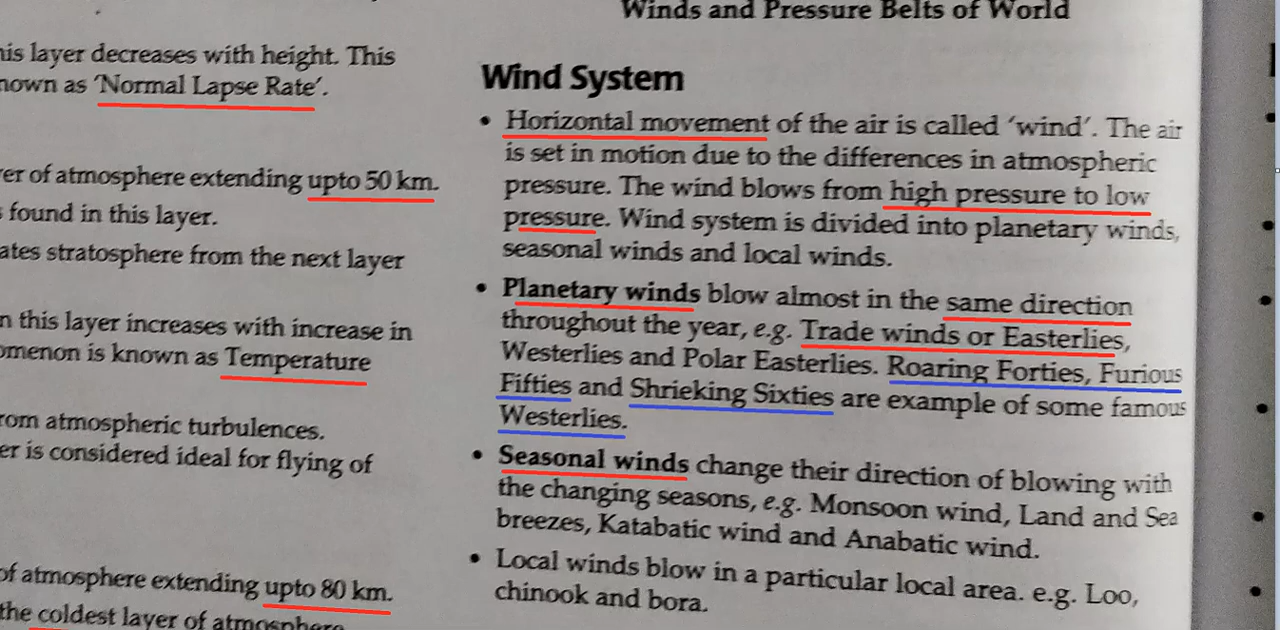 his layer decreases with height. This
nown as 'Normal Lapse Rate'.
er of atmosphere extending upto 50 km.
found in this layer.
ates stratosphere from the next layer
n this layer increases with increase in
omenon is known as Temperature
rom atmospheric turbulences.
er is considered ideal for flying of
of atmosphere extending upto 80 km.
the coldest layer of atmosphere
Winds and Pressure Belts of World
Wind System
• Horizontal movement of the air is called 'wind'. The air
is set in motion due to the differences in atmospheric
pressure. The wind blows from high pressure to low
pressure. Wind system is divided into planetary winds,
seasonal winds and local winds.
• Planetary winds blow almost in the same direction
throughout the year, e.g. Trade winds or Easterlies,
Westerlies and Polar Easterlies. Roaring Forties, Furious
Fifties and Shrieking Sixties are example of some famous
Westerlies.
• Seasonal winds change their direction of blowing with
the changing seasons, e.g. Monsoon wind, Land and Sea
breezes, Katabatic wind and Anabatic wind.
• Local winds blow in a particular local area. e.g. Loo,
chinook and bora.